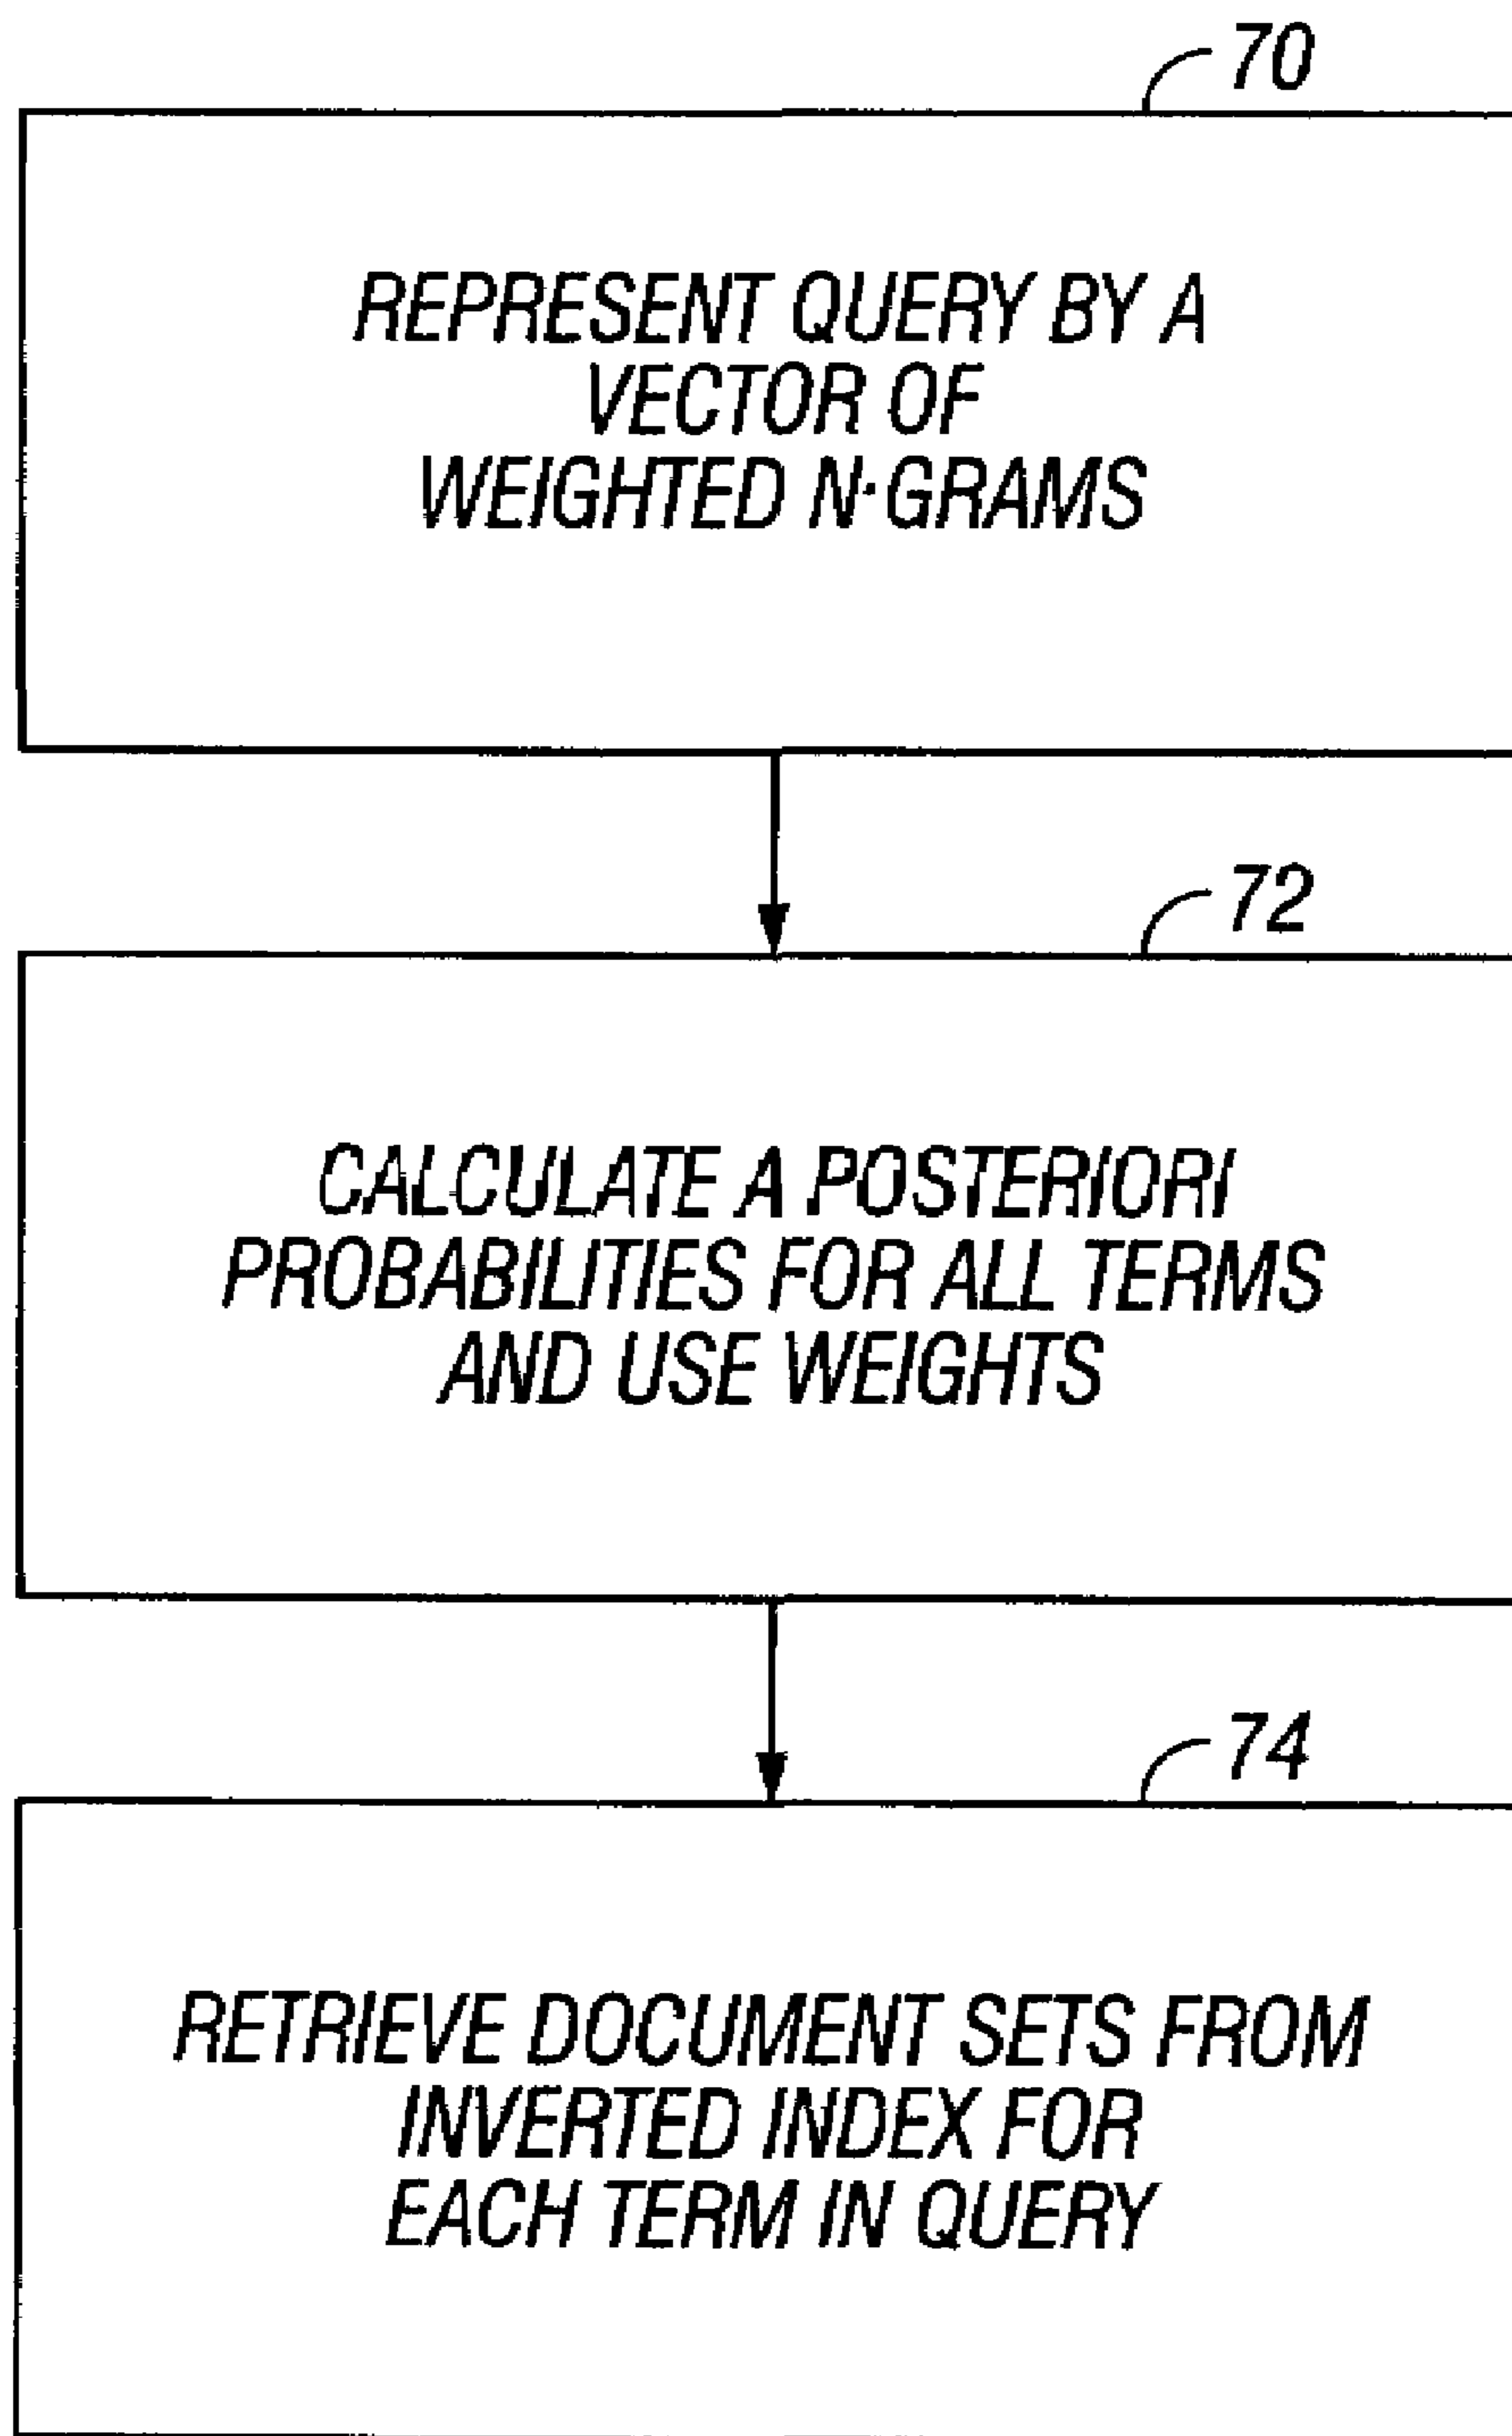 70
REPRESENT QUERY BY A
VECTOR OF
WEIGHTED N-GRAMS
72
CALCULATE A POSTERIORI
PROBABILITIES FOR ALL TERMS
AND USE WEIGHTS
74
RETRIEVE DOCUMENT SETS FROM
INVERTED INDEX FOR
EACH TERM IN QUERY